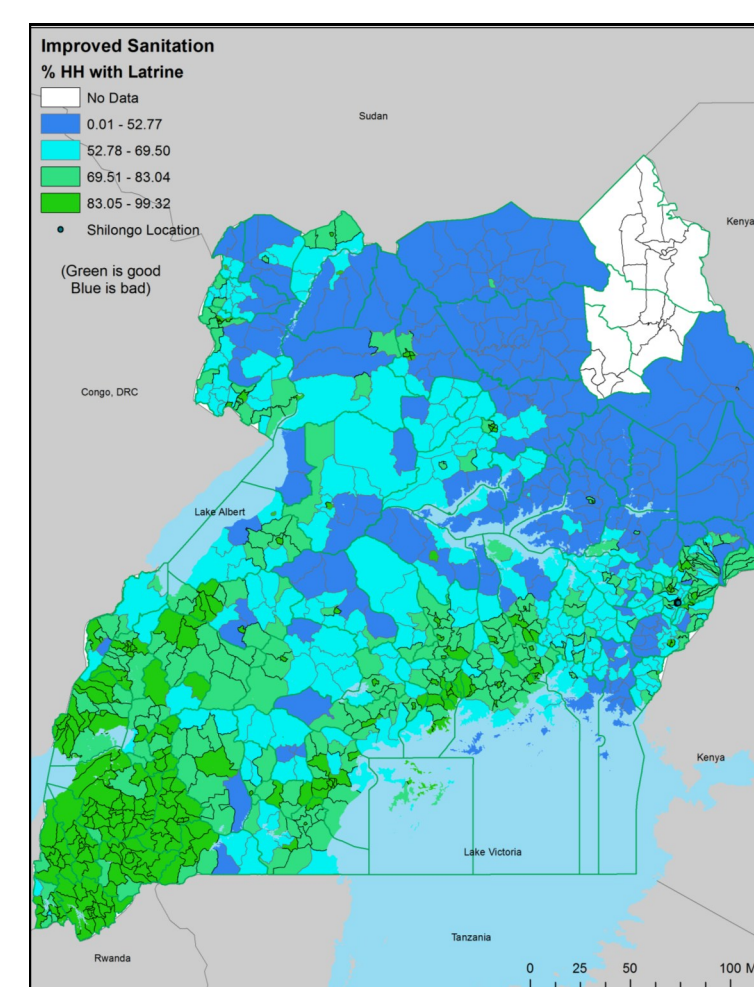 Improved Sanitation
% HH with Latrine
No Data
0.01 - 52.77
52.78 - 69.50
69.51 - 83.04
83.05 - 99.32
Shilongo Location
(Green is good
Blue is bad)
Sudan
Kenya
Congo, DRC
Lake Albert
Kenya
Lake Victoria
Tanzania
Rwanda
0 25 50 100 M